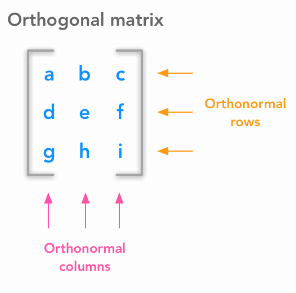 Orthogonal matrix
a b c
d e f
g h i
Orthonormal
rows
Orthonormal
columns